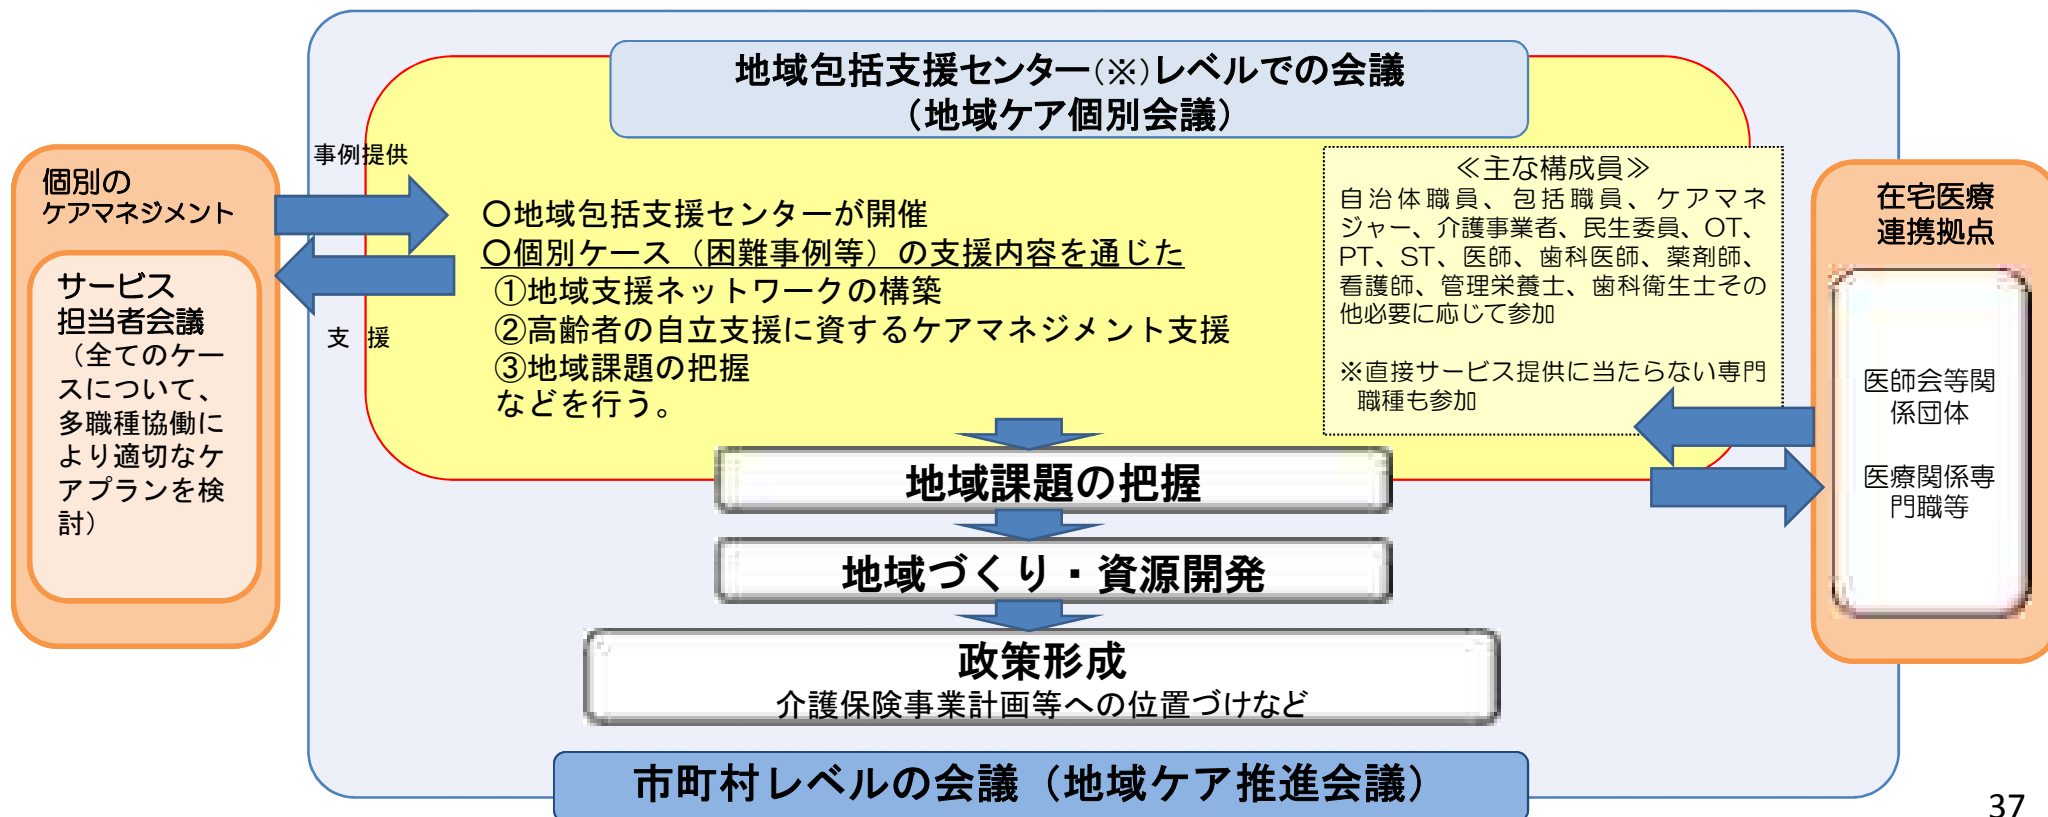 地域包括支援センター(※)レベルでの会議
（地域ケア個別会議）
事例提供
支　援
個別の
ケアマネジメント
サービス
担当者会議
（全てのケー
スについて、
多職種協働に
より適切なケ
アプランを検
討）
〇地域包括支援センターが開催
〇個別ケース（困難事例等）の支援内容を通じた
①地域支援ネットワークの構築
②高齢者の自立支援に資するケアマネジメント支援
③地域課題の把握
などを行う。
≪主な構成員≫
自治体職員、包括職員、ケアマネ
ジャー、介護事業者、民生委員、OT、
PT、ST、医師、歯科医師、薬剤師、
看護師、管理栄養士、歯科衛生士その
他必要に応じて参加
※直接サービス提供に当たらない専門
職種も参加
在宅医療
連携拠点
医師会等関
係団体
医療関係専
門職等
地域課題の把握
地域づくり・資源開発
政策形成
介護保険事業計画等への位置づけなど
市町村レベルの会議（地域ケア推進会議）
37